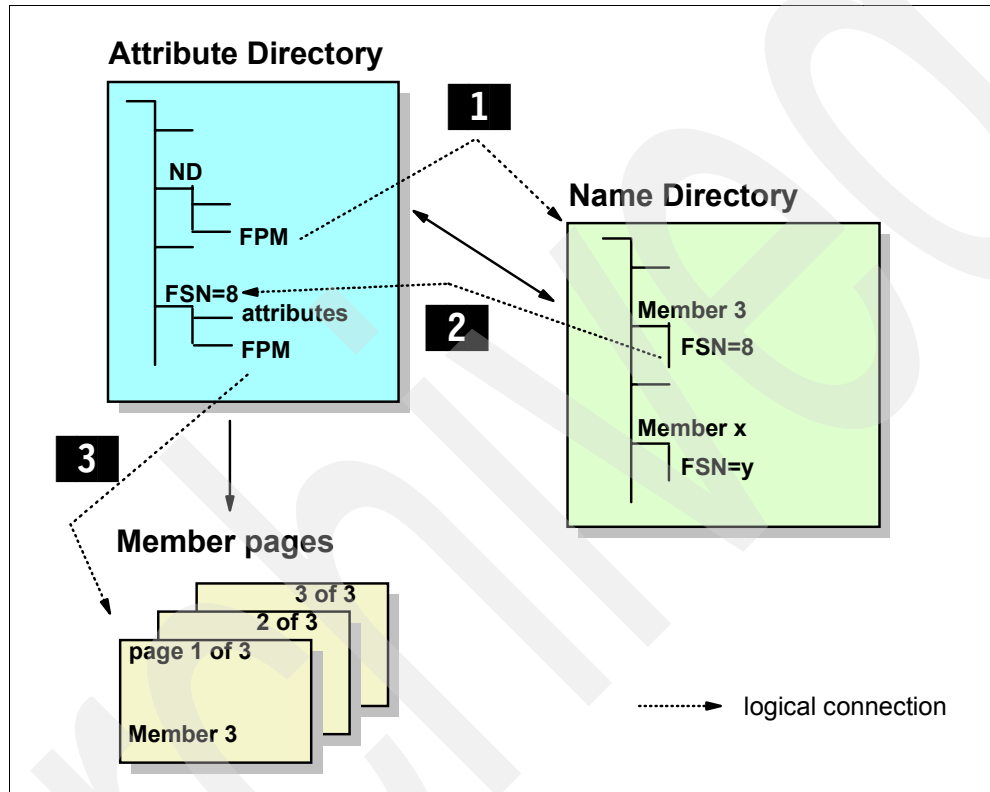 Attribute Directory
1
ND
FPM
Name Directory
FSN=8
attributes
FPM
2
Member 3
FSN=8
Member x
FSN=y
3
Member pages
3 of 3
2 of 3
page 1 of 3
Member 3
logical connection